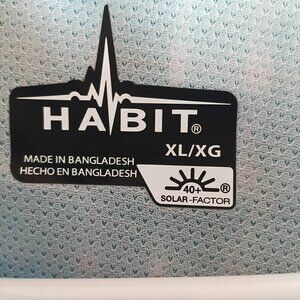 HABIT®
XL/XG
MADE IN BANGLADESH
HECHO EN BANGLADESH
40+ ®
SOLAR-FACTOR